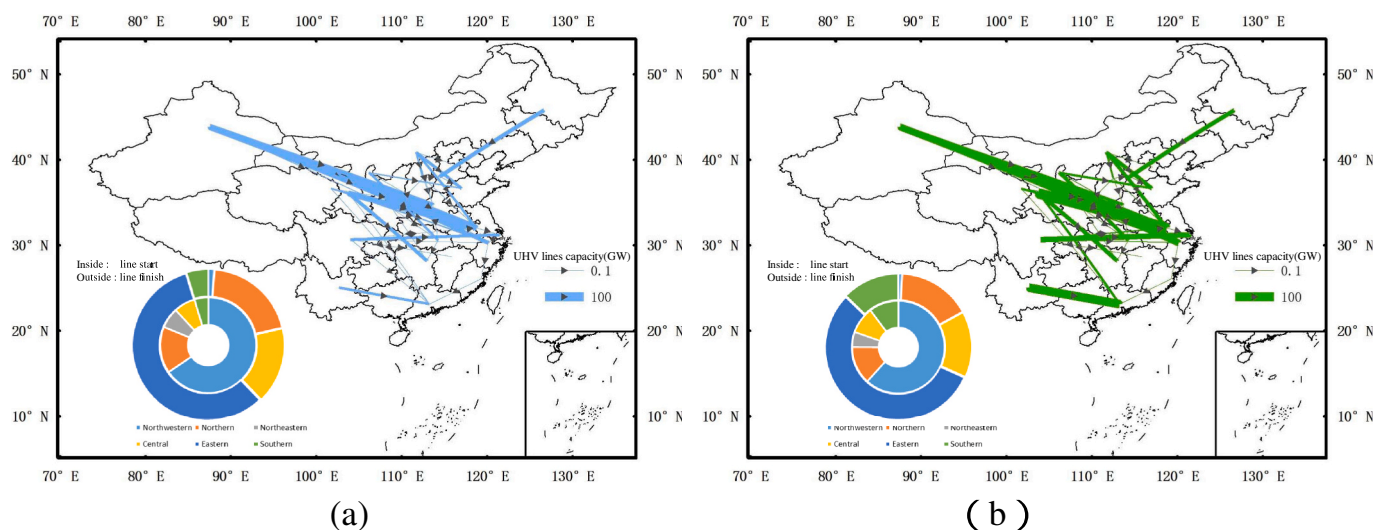 70° E 80° E 90° E 100° E 110° E 120° E 130° E
50° N
40° N
30° N
20° N
10° N
50° N
40° N
30° N
20° N
10° N
Inside : line start
Outside : line finish
UHV lines capacity(GW)
0.1
100
Northwestern Northern Northeastern
Central Eastern Southern
70° E 80° E 90° E 100° E 110° E 120° E 130° E
(a)
70° E 80° E 90° E 100° E 110° E 120° E 130° E
50° N
40° N
30° N
20° N
10° N
50° N
40° N
30° N
20° N
10° N
Inside : line start
Outside : line finish
UHV lines capacity(GW)
0.1
100
Northwestern Northern Northeastern
Central Eastern Southern
70° E 80° E 90° E 100° E 110° E 120° E 130° E
( b )